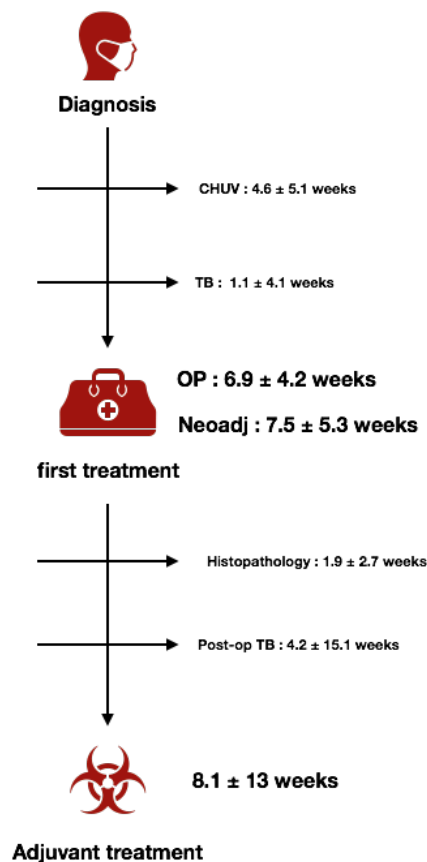 Diagnosis
CHUV : 4.6 ± 5.1 weeks
TB : 1.1 ± 4.1 weeks
OP : 6.9 ± 4.2 weeks
Neoadj : 7.5 ± 5.3 weeks
first treatment
Histopathology : 1.9 ± 2.7 weeks
Post-op TB : 4.2 ± 15.1 weeks
8.1 ± 13 weeks
Adjuvant treatment